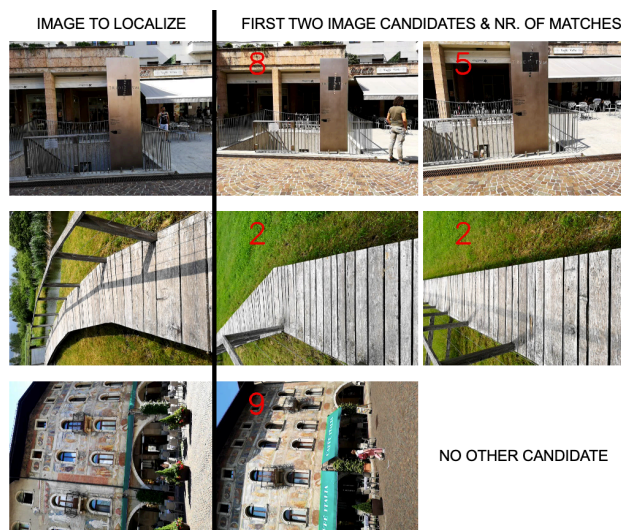 IMAGE TO LOCALIZE
FIRST TWO IMAGE CANDIDATES & NR. OF MATCHES
8
5
2
2
9
NO OTHER CANDIDATE